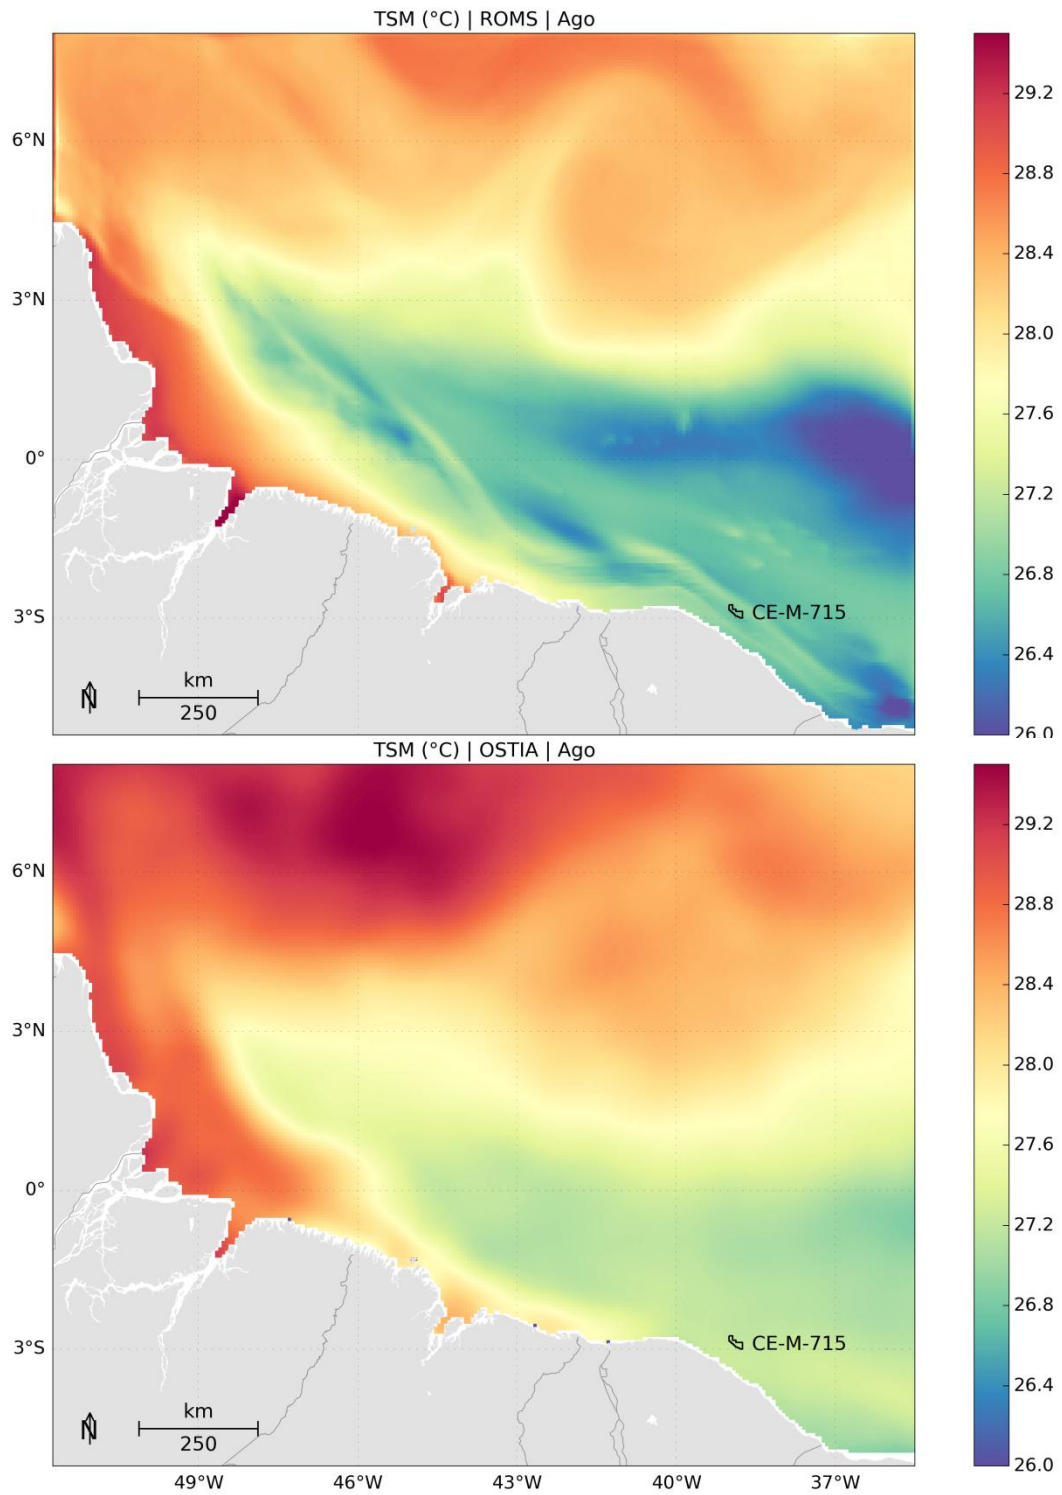 TSM (°C) | ROMS | Ago
6°N
3°N
0°
3°S
CE-M-715
N
km
250
29.2
28.8
28.4
28.0
27.6
27.2
26.8
26.4
26.0
TSM (°C) | OSTIA | Ago
6°N
3°N
0°
3°S
CE-M-715
N
km
250
49°W 46°W 43°W 40°W 37°W
29.2
28.8
28.4
28.0
27.6
27.2
26.8
26.4
26.0